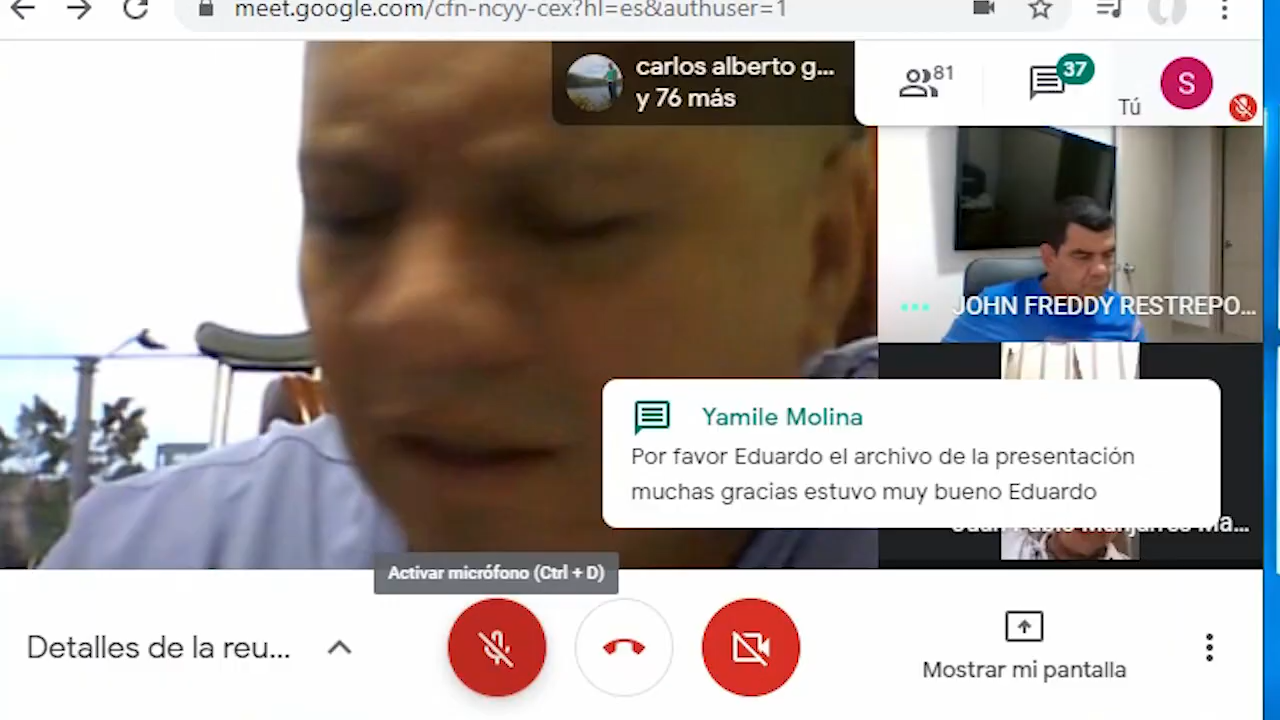 meet.google.com/cfn-ncyy-cex?hl=es&authuser=1
carlos alberto g...
y 76 más
81
37
Tú
S
JOHN FREDDY RESTREPO...
Yamile Molina
Por favor Eduardo el archivo de la presentación
muchas gracias estuvo muy bueno Eduardo
Activar micrófono (Ctrl + D)
Detalles de la reu...
Mostrar mi pantalla